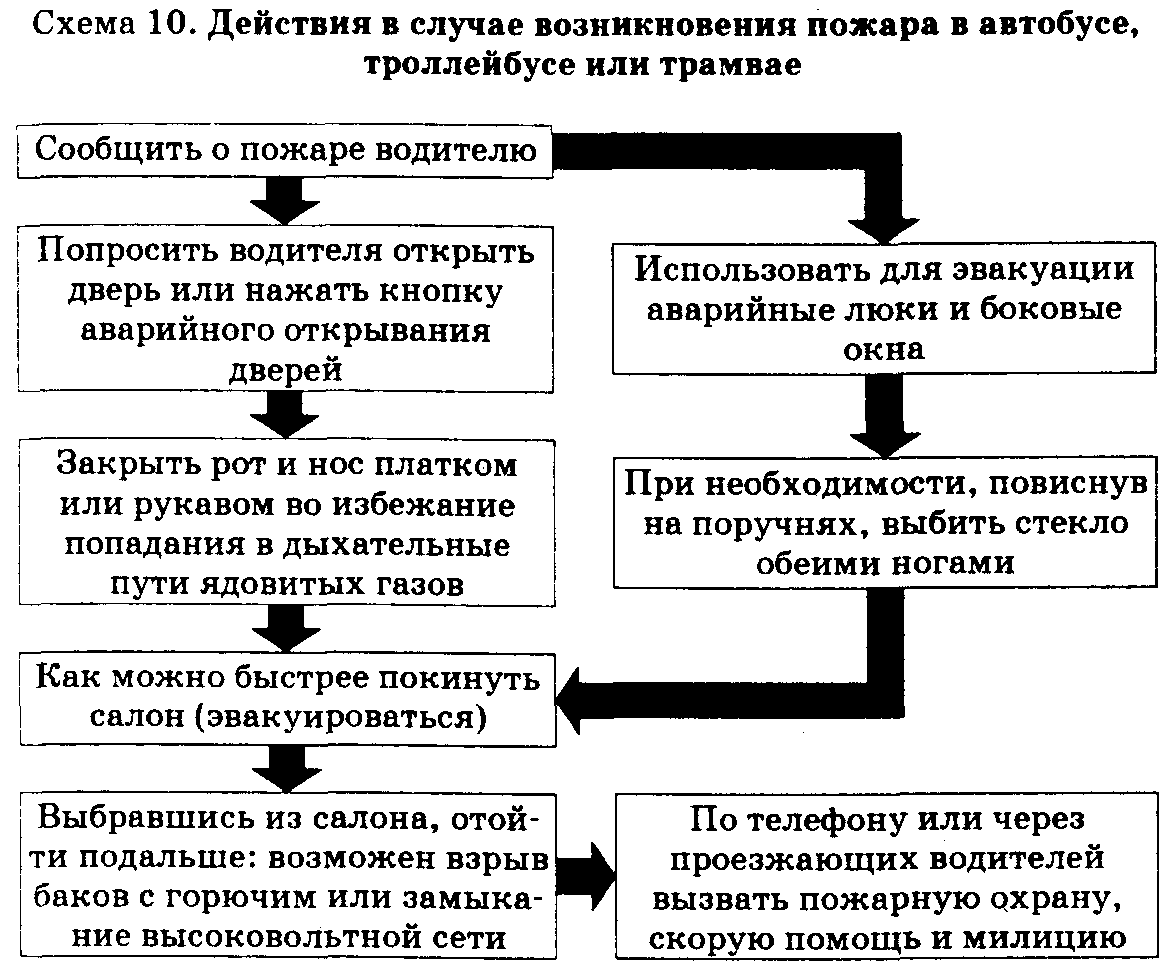 Схема 10. Действия в случае возникновения пожара в автобусе,
троллейбусе или трамвае
Сообщить о пожаре водителю
Попросить водителя открыть
дверь или нажать кнопку
аварийного открывания
дверей
Закрыть рот и нос платком
или рукавом во избежание
попадания в дыхательные
пути ядовитых газов
Как можно быстрее покинуть
салон (эвакуироваться)
Выбравшись из салона, отой-
ти подальше: возможен взрыв
баков с горючим или замыка-
ние высоковольтной сети
Использовать для эвакуации
аварийные люки и боковые
окна
При необходимости, повиснув
на поручнях, выбить стекло
обеими ногами
По телефону или через
проезжающих водителей
вызвать пожарную охрану,
скорую помощь и милицию